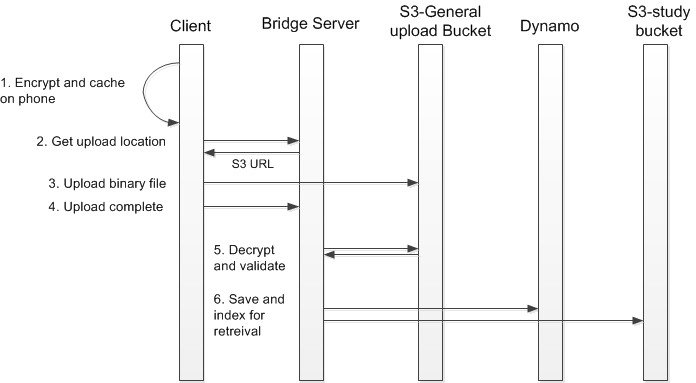 Client
Bridge Server
S3-General
upload Bucket
Dynamo
S3-study
bucket
1. Encrypt and cache
on phone
2. Get upload location
S3 URL
3. Upload binary file
4. Upload complete
5. Decrypt
and validate
6. Save and
index for
retreival